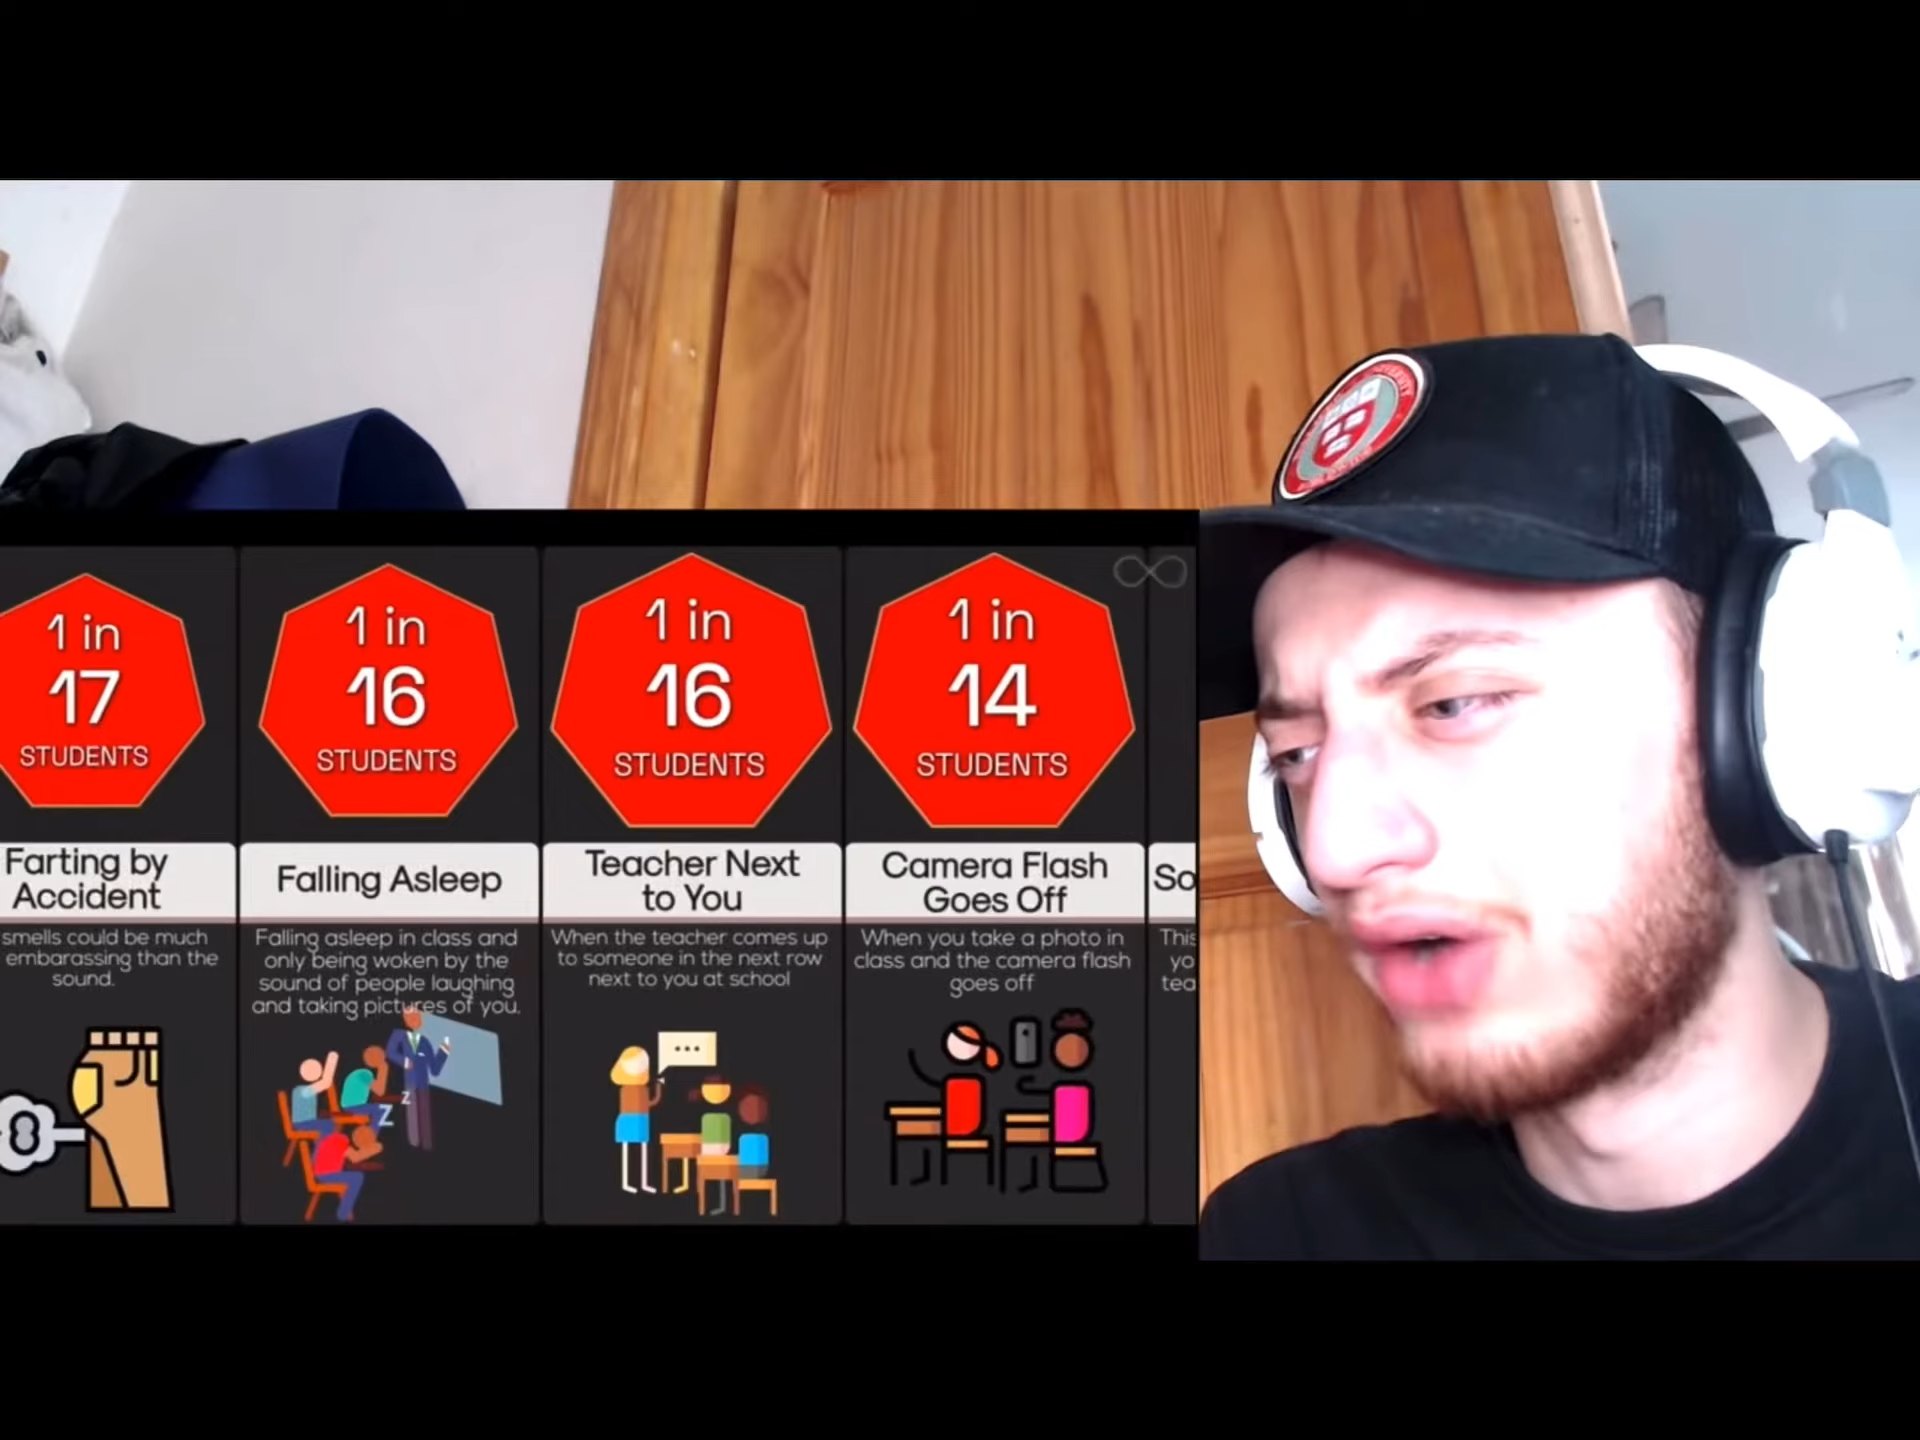 1 in
17
STUDENTS
Farting by
Accident
smells could be much
embarassing than the
sound.
1 in
16
STUDENTS
Falling Asleep
Falling asleep in class and
only being woken by the
sound of people laughing
and taking pictures of you.
Z
Z
1 in
16
STUDENTS
Teacher Next
to You
When the teacher comes up
to someone in the next row
next to you at school
1 in
14
STUDENTS
Camera Flash
Goes Off
When you take a photo in
class and the camera flash
goes off
So
This
yo
tea